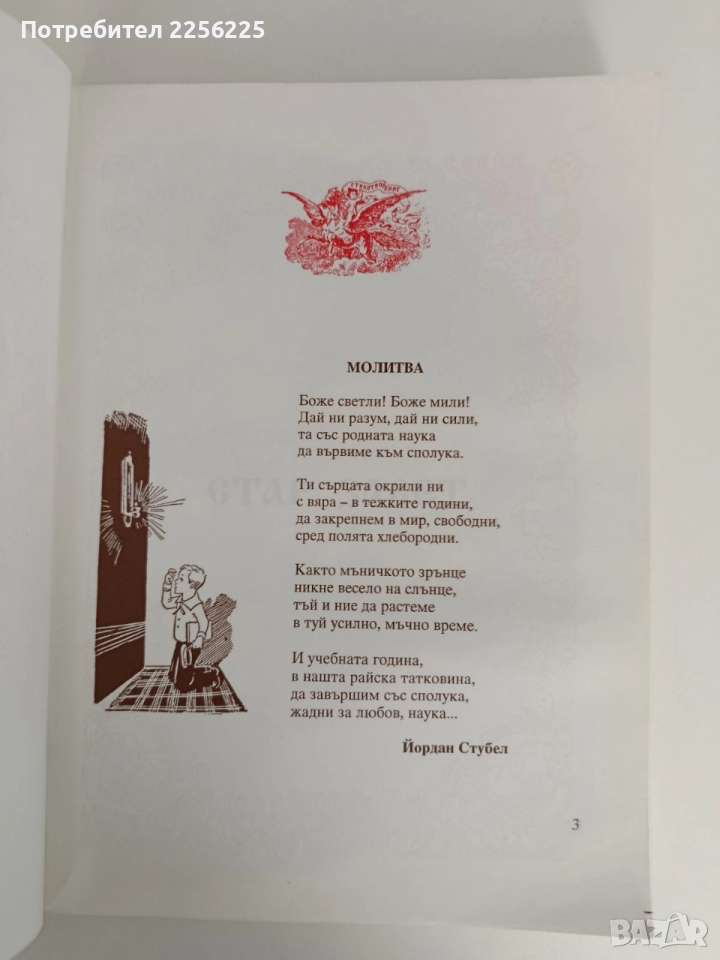 Потребител 2256225
МОЛИТВА
Боже светли! Боже мили!
Дай ни разум, дай ни сили,
та със родната наука
да вървиме към сполука.
Ти сърцата окрили ни
с вяра – в тежките години,
да закрепнем в мир, свободни,
сред полята хлебородни.
Както мъничкото зрънце
никне весело на слънце,
тъй и ние да растеме
в туй усилно, мъчно време.
И учебната година,
в нашта райска татковина,
да завършим със сполука,
жадни за любов, наука...
Йордан Стубел
3
BAZAR